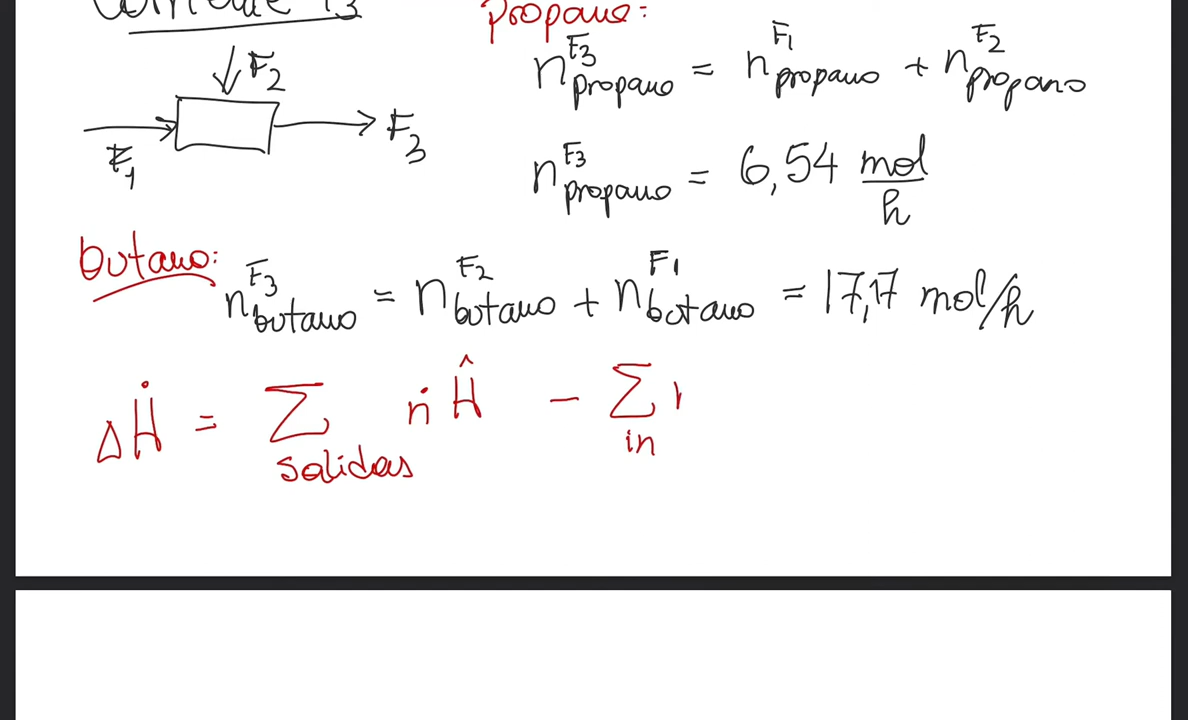 propano:
n^F3 propano = n^F1 propano + n^F2 propano
F2
F1
F3
n^F3 propano = 6,54 mol/h
butano:
n^F3 butano = n^F2 butano + n^F1 butano = 17,17 mol/h
ΔḢ = Σ salidas ṅ Ĥ - Σ in